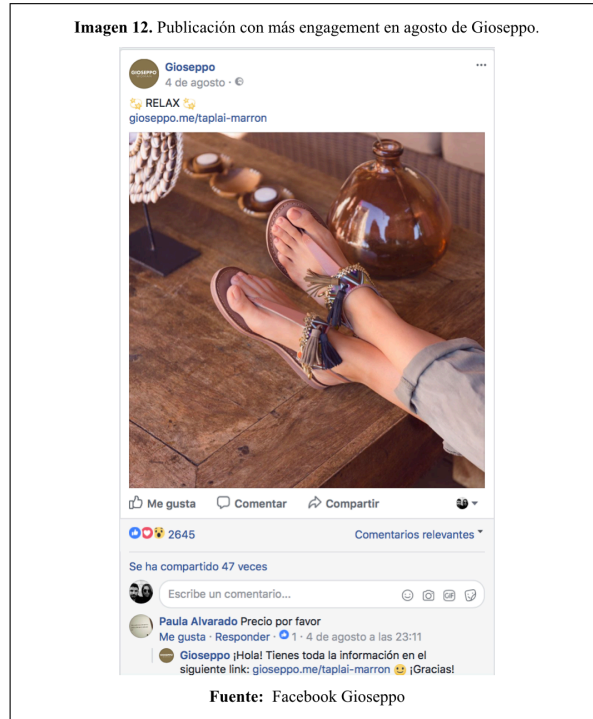 Imagen 12. Publicación con más engagement en agosto de Gioseppo.
GIOSEPPO
Gioseppo
4 de agosto ·
RELAX
gioseppo.me/taplai-marron
Me gusta Comentar Compartir
2645 Comentarios relevantes
Se ha compartido 47 veces
Escribe un comentario... GIF
Paula Alvarado Precio por favor
Me gusta · Responder · 1 · 4 de agosto a las 23:11
Gioseppo ¡Hola! Tienes toda la información en el
siguiente link: gioseppo.me/taplai-marron ¡Gracias!
Fuente: Facebook Gioseppo